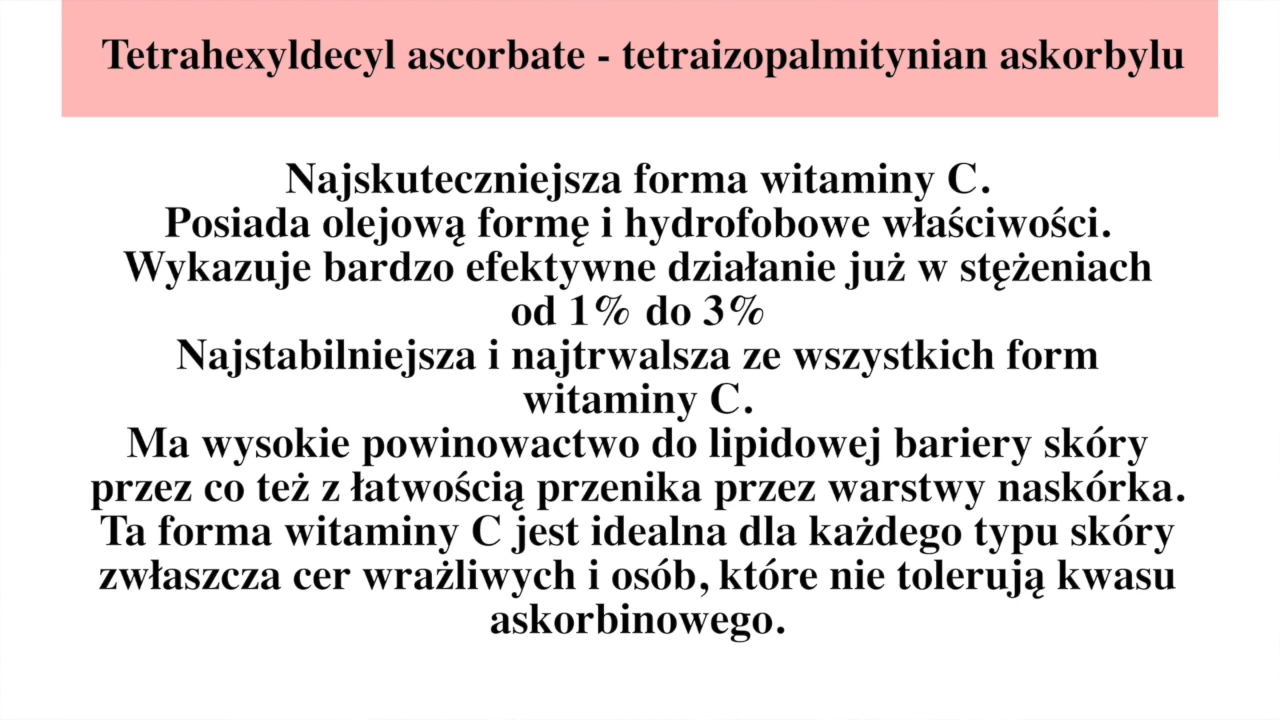 Tetrahexyldecyl ascorbate - tetraizopalmitynian askorbylu
Najskuteczniejsza forma witaminy C.
Posiada olejową formę i hydrofobowe właściwości.
Wykazuje bardzo efektywne działanie już w stężeniach
od 1% do 3%
Najstabilniejsza i najtrwalsza ze wszystkich form
witaminy C.
Ma wysokie powinowactwo do lipidowej bariery skóry
przez co też z łatwością przenika przez warstwy naskórka.
Ta forma witaminy C jest idealna dla każdego typu skóry
zwłaszcza cer wrażliwych i osób, które nie tolerują kwasu
askorbinowego.